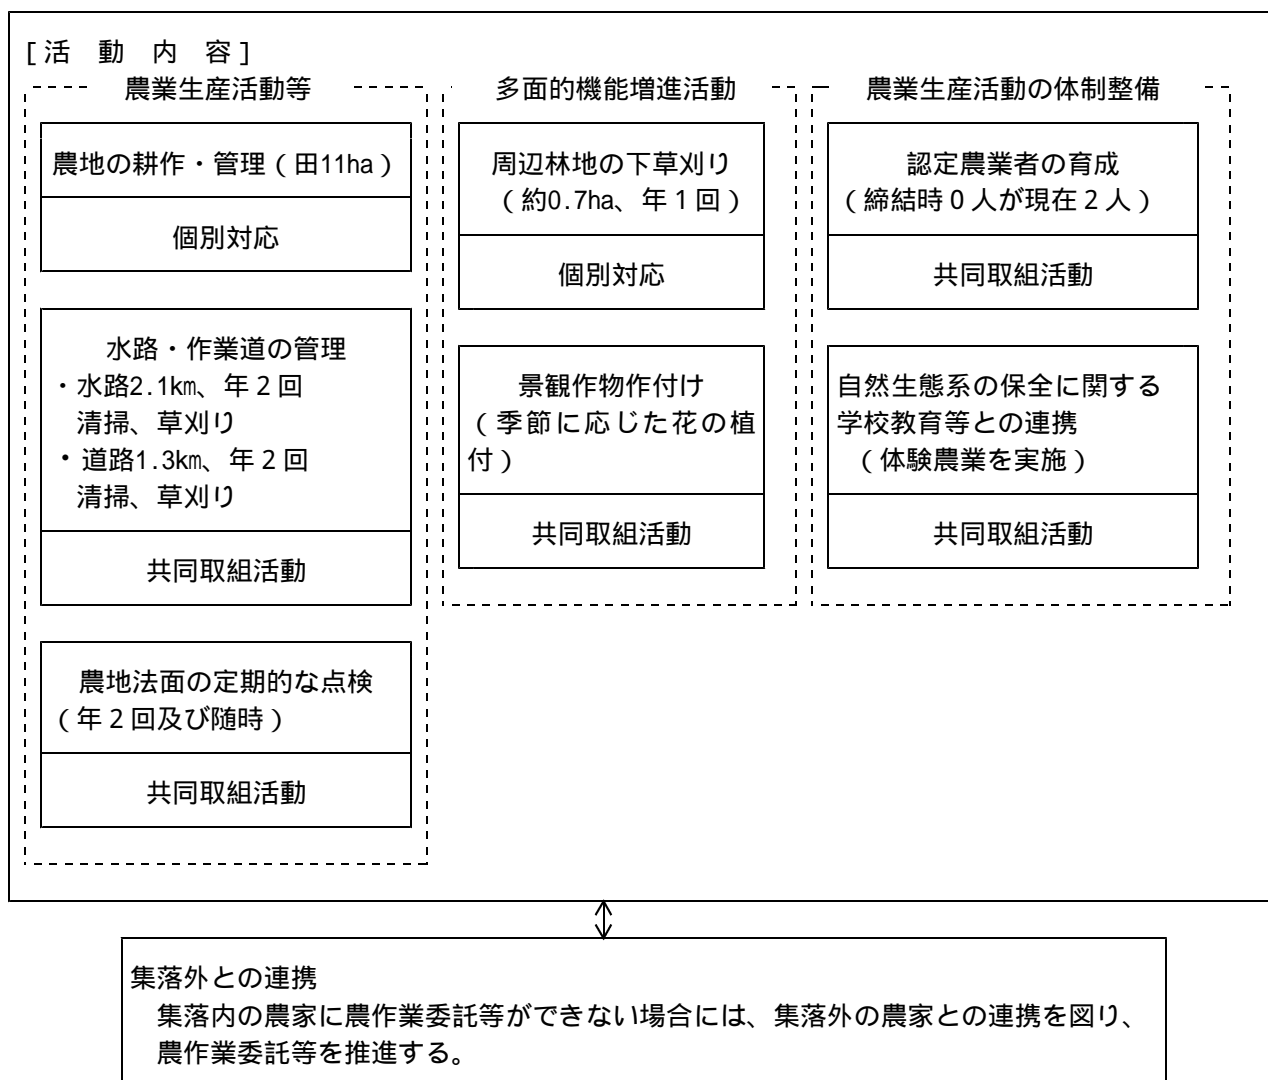 [活 動 内 容]
農業生産活動等
農地の耕作・管理(田11ha)
個別対応
水路・作業道の管理
・水路2.1km、年2回
清掃、草刈り
・道路1.3km、年2回
清掃、草刈り
共同取組活動
農地法面の定期的な点検
(年2回及び随時)
共同取組活動
多面的機能増進活動
周辺林地の下草刈り
(約0.7ha、年1回)
個別対応
景観作物作付け
(季節に応じた花の植
付)
共同取組活動
農業生産活動の体制整備
認定農業者の育成
(締結時0人が現在2人)
共同取組活動
自然生態系の保全に関する
学校教育等との連携
(体験農業を実施)
共同取組活動
集落外との連携
集落内の農家に農作業委託等ができない場合には、集落外の農家との連携を図り、
農作業委託等を推進する。